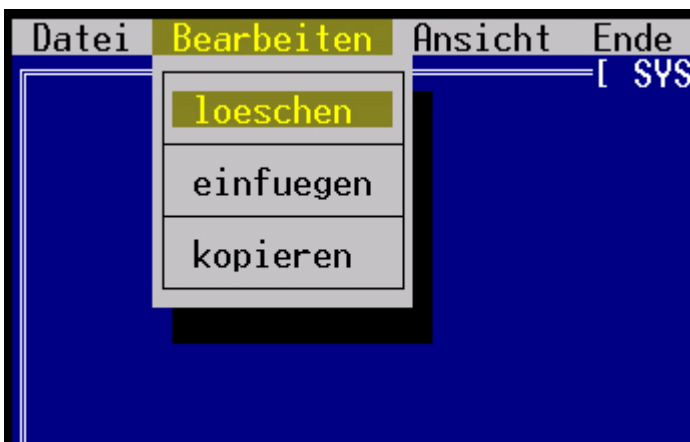 Datei Bearbeiten Ansicht Ende
[ SYS
loeschen
einfuegen
kopieren